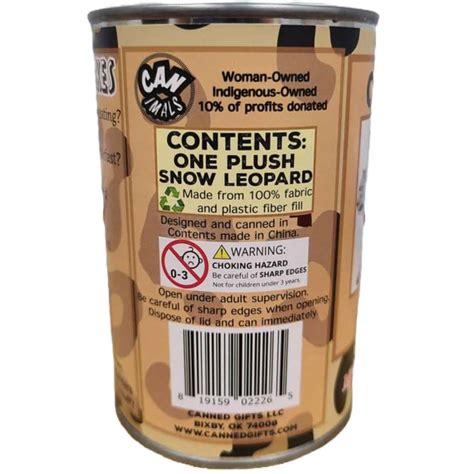 CAN
IMALS
Woman-Owned
Indigenous-Owned
10% of profits donated
CONTENTS:
ONE PLUSH
SNOW LEOPARD
Made from 100% fabric
and plastic fiber fill
Designed and canned in
Contents made in China.
WARNING:
CHOKING HAZARD
Be careful of SHARP EDGES
Not for children under 3 years.
0-3
Open under adult supervision.
Be careful of sharp edges when opening.
Dispose of lid and can immediately
8 19159 02226 5
CANNED GIFTS LLC
BIXBY, OK 74008
WWW.CANNEDGIFTS.COM